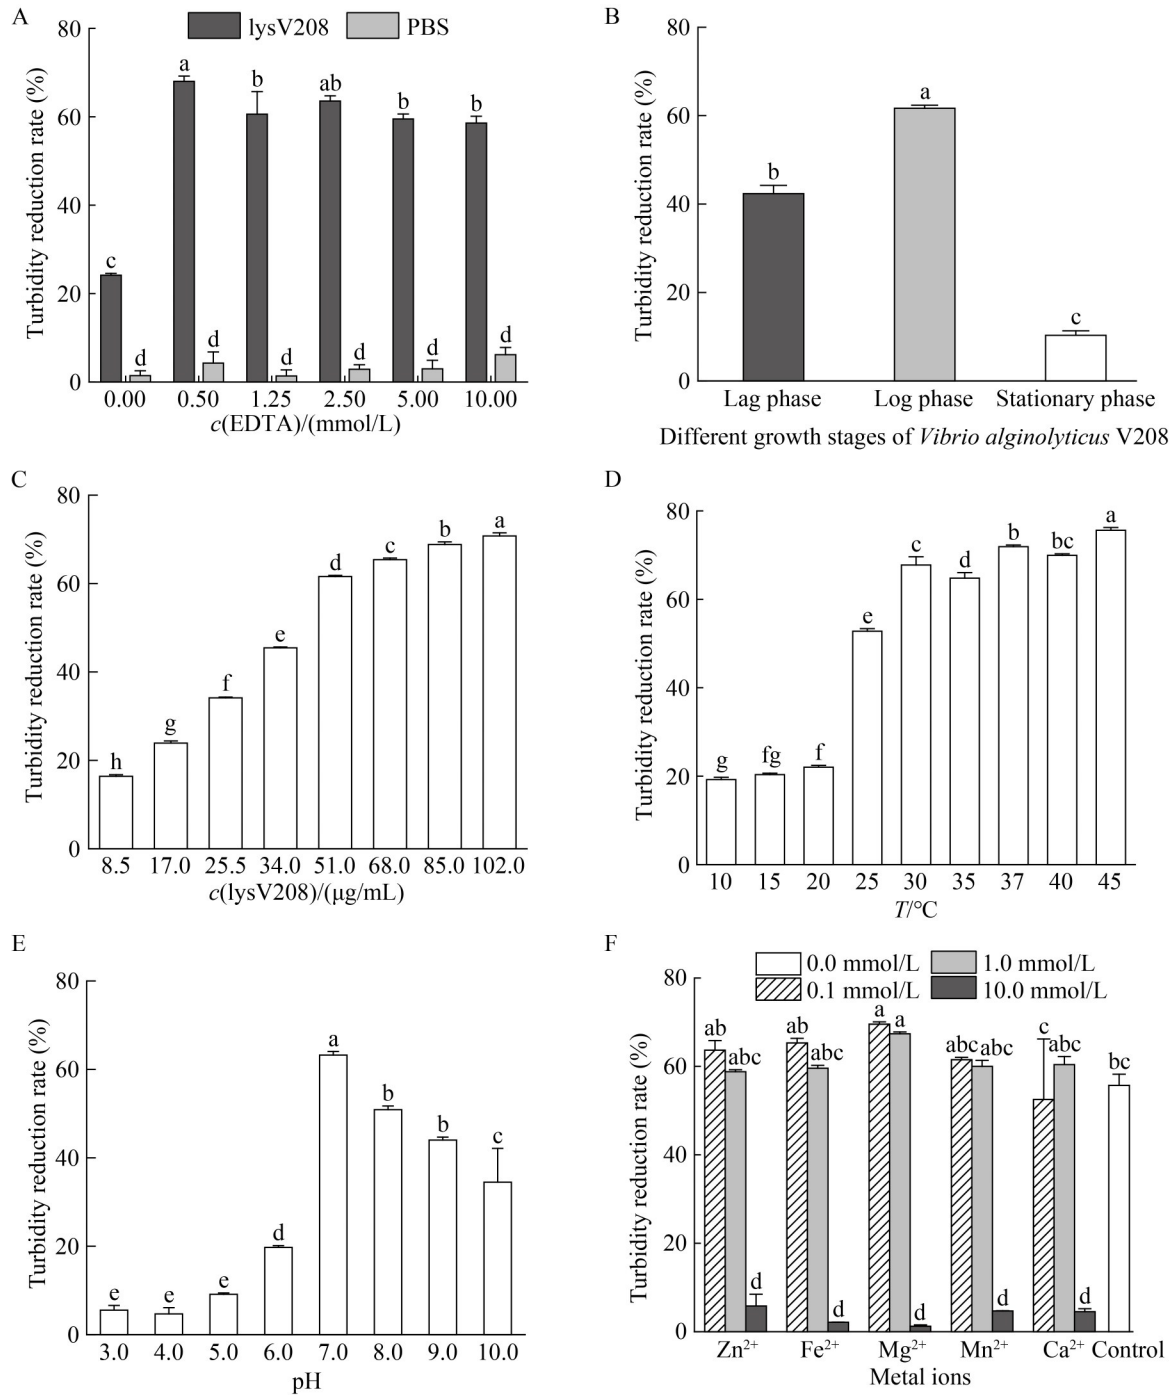 A
lysV208
PBS
Turbidity reduction rate (%)
80
60
40
20
0
c
d
a
d
b
d
ab
d
b
d
b
d
0.00 0.50 1.25 2.50 5.00 10.00
c(EDTA)/(mmol/L)
B
Turbidity reduction rate (%)
80
60
40
20
0
b
a
c
Lag phase Log phase Stationary phase
Different growth stages of Vibrio alginolyticus V208
C
Turbidity reduction rate (%)
80
60
40
20
0
h
g
f
e
d
c
b
a
8.5 17.0 25.5 34.0 51.0 68.0 85.0 102.0
c(lysV208)/(μg/mL)
D
Turbidity reduction rate (%)
80
60
40
20
0
g
fg
f
e
c
d
b
bc
a
10 15 20 25 30 35 37 40 45
T/°C
E
Turbidity reduction rate (%)
80
60
40
20
0
e
e
e
d
a
b
b
c
3.0 4.0 5.0 6.0 7.0 8.0 9.0 10.0
pH
F
0.0 mmol/L 1.0 mmol/L
0.1 mmol/L 10.0 mmol/L
Turbidity reduction rate (%)
80
60
40
20
0
ab
abc
d
ab
abc
d
a
a
d
abc
abc
d
c
abc
d
bc
Zn²⁺ Fe²⁺ Mg²⁺ Mn²⁺ Ca²⁺ Control
Metal ions